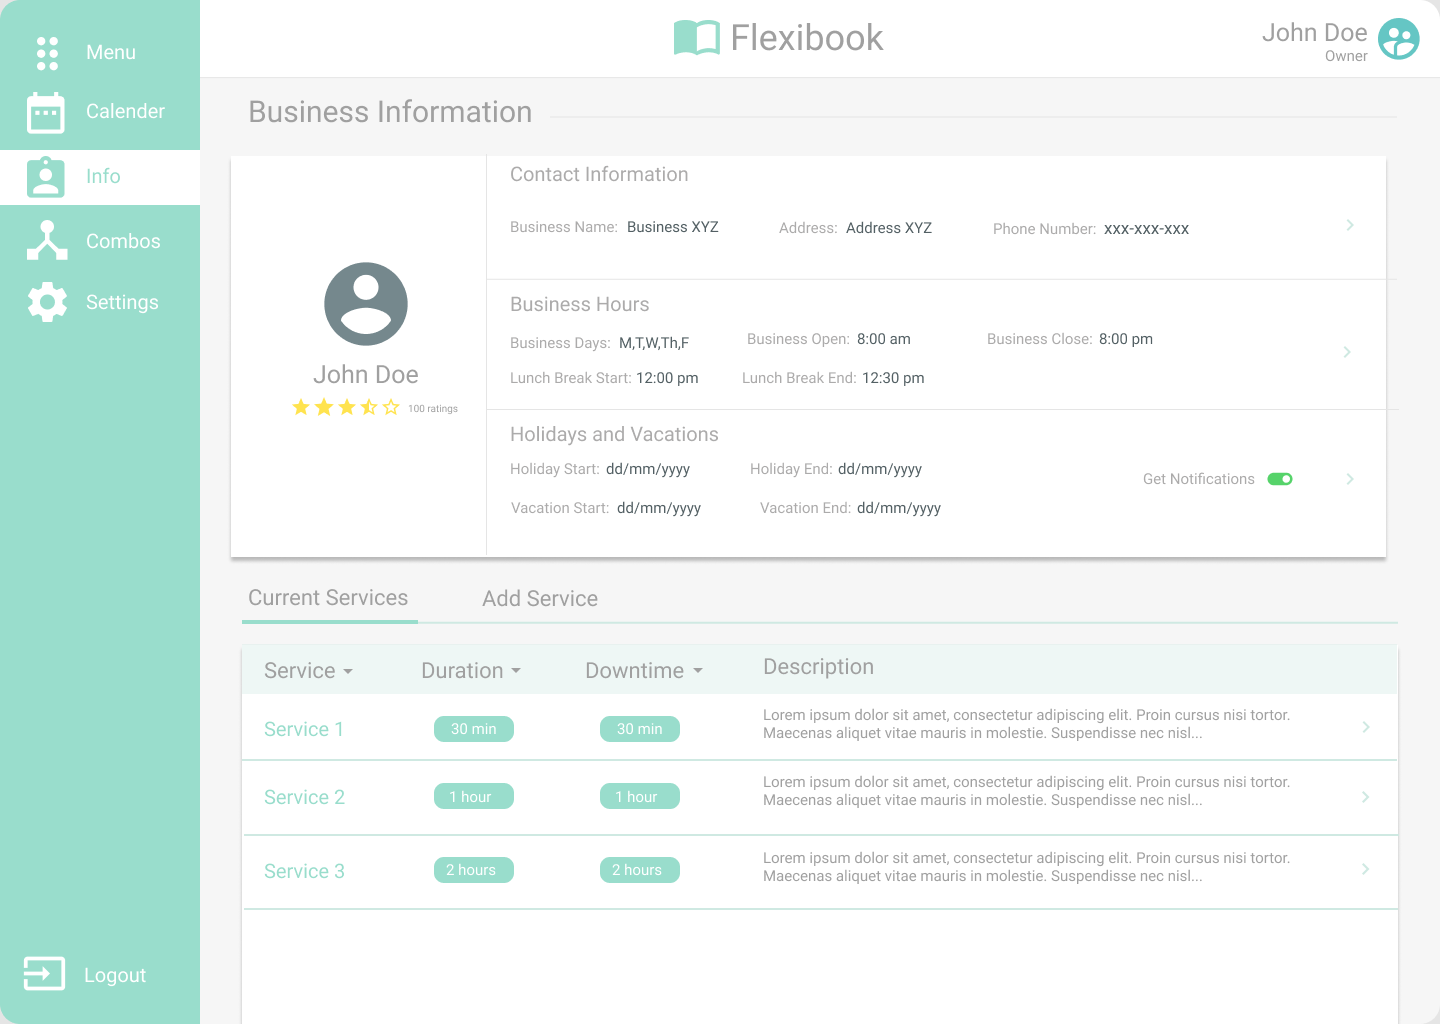 Menu
Calender
Info
Combos
Settings
Logout
Flexibook
John Doe
Owner
Business Information
John Doe
100 ratings
Contact Information
Business Name: Business XYZ Address: Address XYZ Phone Number: xxx-xxx-xxx
Business Hours
Business Days: M,T,W,Th,F Business Open: 8:00 am Business Close: 8:00 pm
Lunch Break Start: 12:00 pm Lunch Break End: 12:30 pm
Holidays and Vacations
Holiday Start: dd/mm/yyyy Holiday End: dd/mm/yyyy
Get Notifications
Vacation Start: dd/mm/yyyy Vacation End: dd/mm/yyyy
Current Services Add Service
Service Duration Downtime Description
Service 1 30 min 30 min
Lorem ipsum dolor sit amet, consectetur adipiscing elit. Proin cursus nisi tortor.
Maecenas aliquet vitae mauris in molestie. Suspendisse nec nisl...
Service 2 1 hour 1 hour
Lorem ipsum dolor sit amet, consectetur adipiscing elit. Proin cursus nisi tortor.
Maecenas aliquet vitae mauris in molestie. Suspendisse nec nisl...
Service 3 2 hours 2 hours
Lorem ipsum dolor sit amet, consectetur adipiscing elit. Proin cursus nisi tortor.
Maecenas aliquet vitae mauris in molestie. Suspendisse nec nisl...